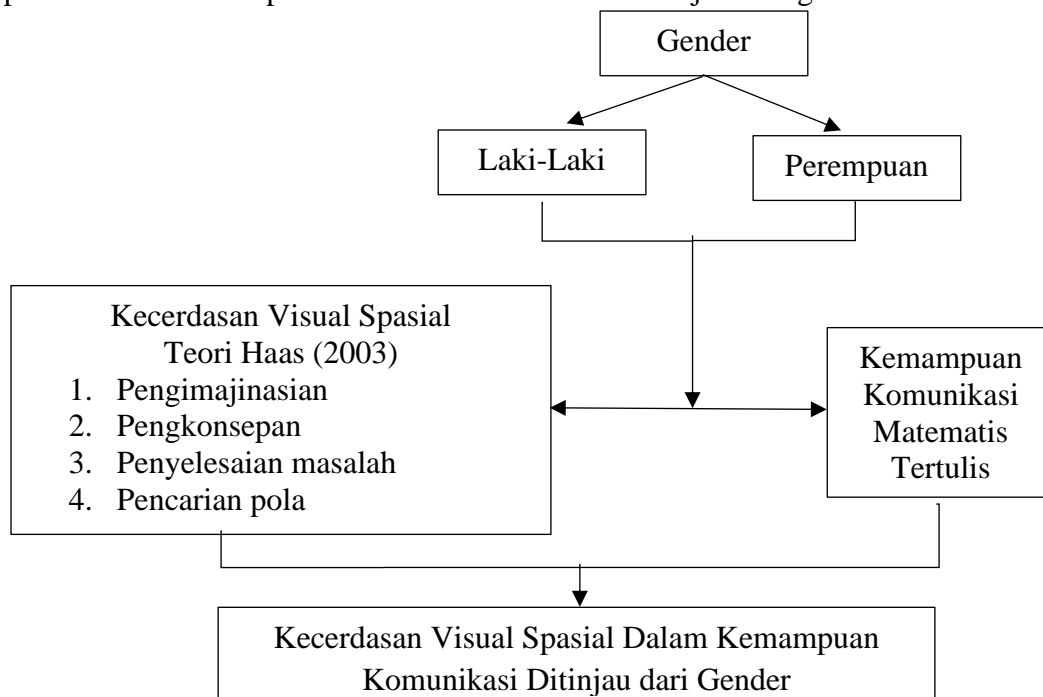 Gender
Laki-Laki
Perempuan
Kecerdasan Visual Spasial
Teori Haas (2003)
1. Pengimajinasian
2. Pengkonsepan
3. Penyelesaian masalah
4. Pencarian pola
Kemampuan
Komunikasi
Matematis
Tertulis
Kecerdasan Visual Spasial Dalam Kemampuan
Komunikasi Ditinjau dari Gender